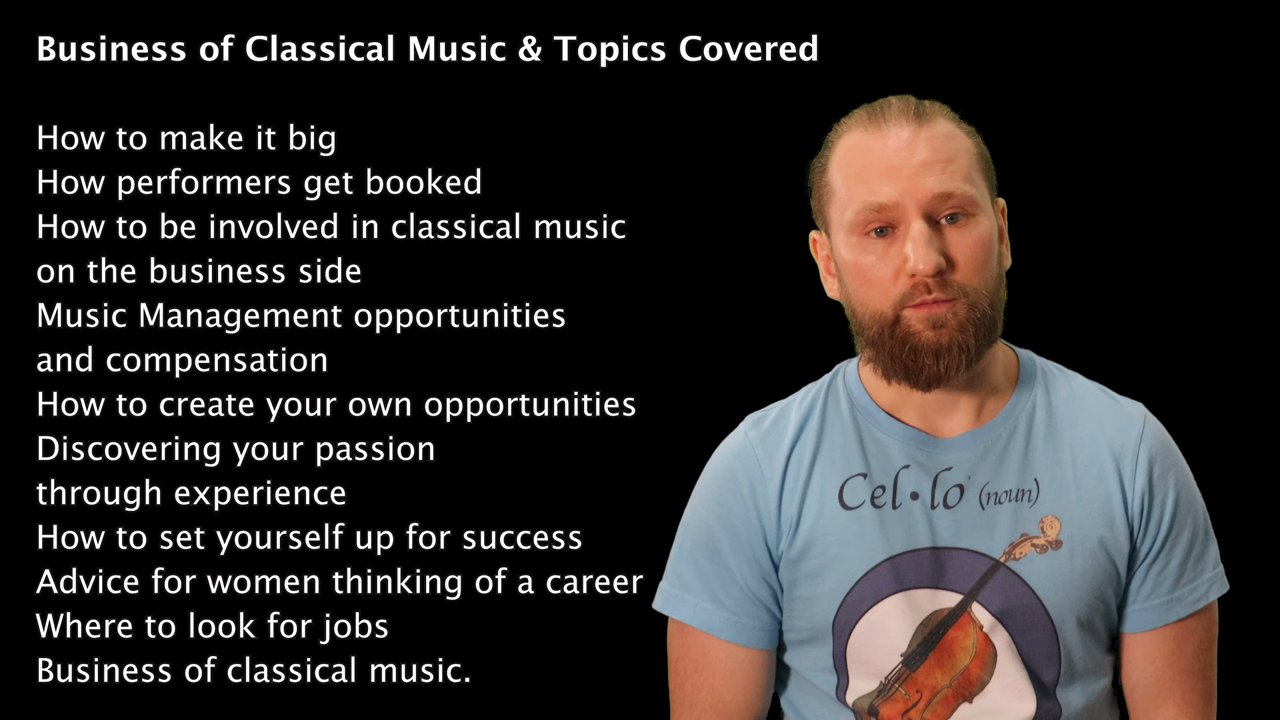 Business of Classical Music & Topics Covered
How to make it big
How performers get booked
How to be involved in classical music
on the business side
Music Management opportunities
and compensation
How to create your own opportunities
Discovering your passion
through experience
How to set yourself up for success
Advice for women thinking of a career
Where to look for jobs
Business of classical music.
Cel•lo (noun)